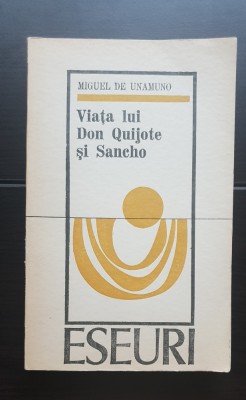 MIGUEL DE UNAMUNO
Viața lui
Don Quijote
și Sancho
ESEURI